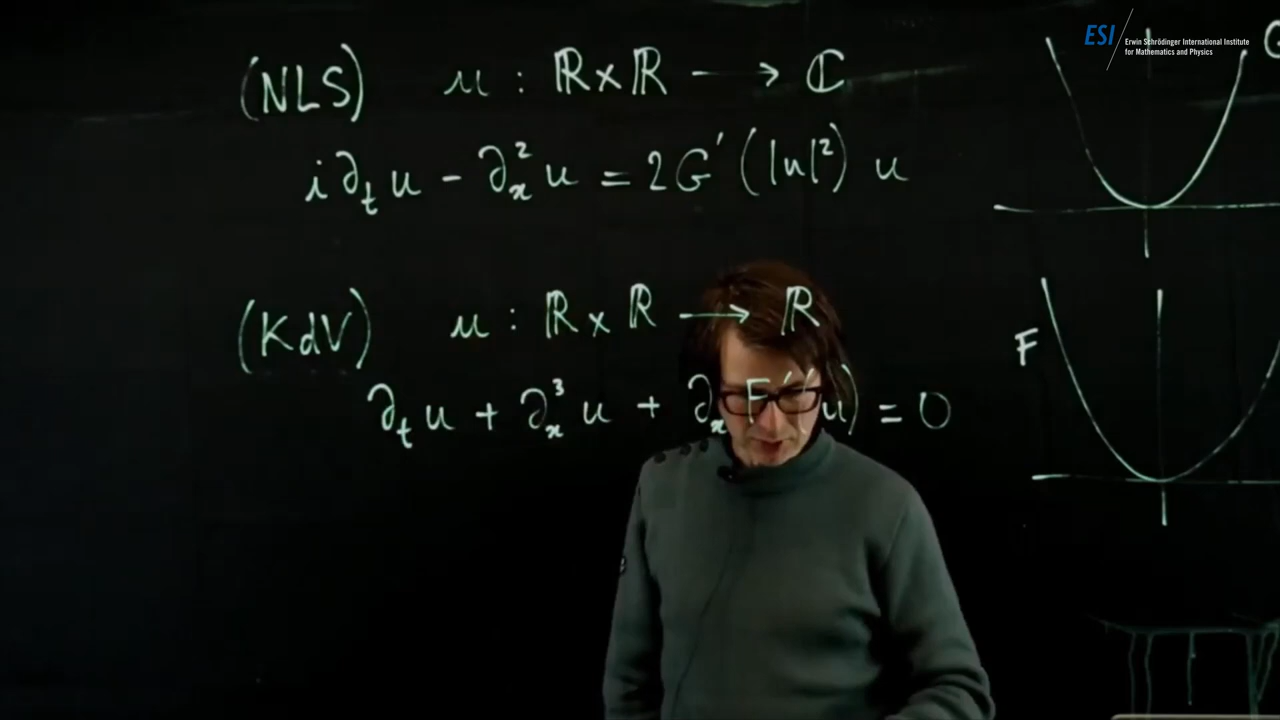 (NLS) u : ℝ×ℝ ⟶ ℂ
i∂ₜu - ∂ₓ²u = 2G′(|u|²) u
(KdV) u : ℝ×ℝ ⟶ ℝ
∂ₜu + ∂ₓ³u + ∂ₓF′(u) = 0
ESI Erwin Schrödinger International Institute
for Mathematics and Physics
F